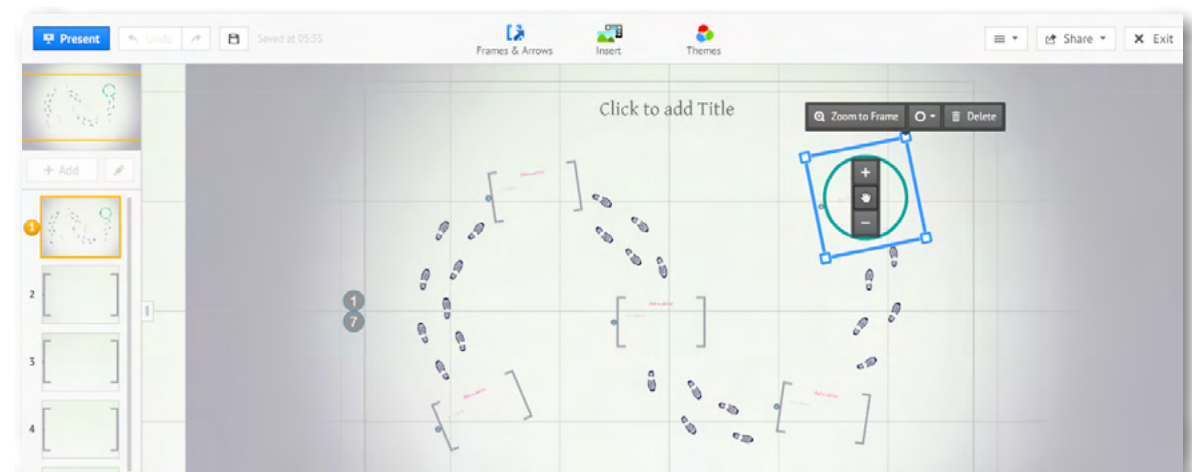 Present
Undo
Saved at 05:35
Frames & Arrows
Insert
Themes
Share
Exit
Click to add Title
Zoom to Frame
Delete
+ Add
1
2
3
4
1
7